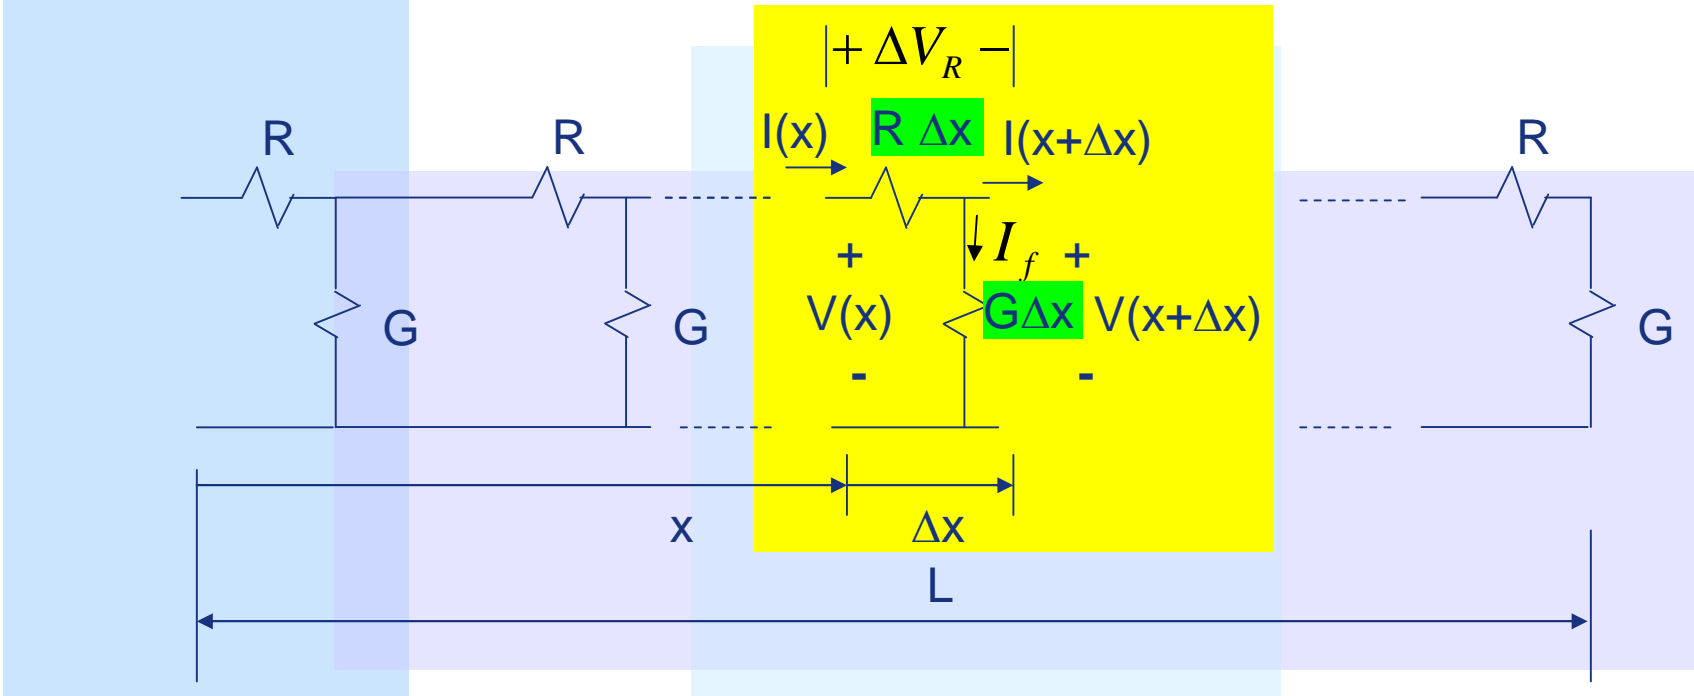 |+ ΔV_R −|
R R I(x) R Δx I(x+Δx) R
I_f
+ +
G G V(x) GΔx V(x+Δx) G
- -
x Δx
L